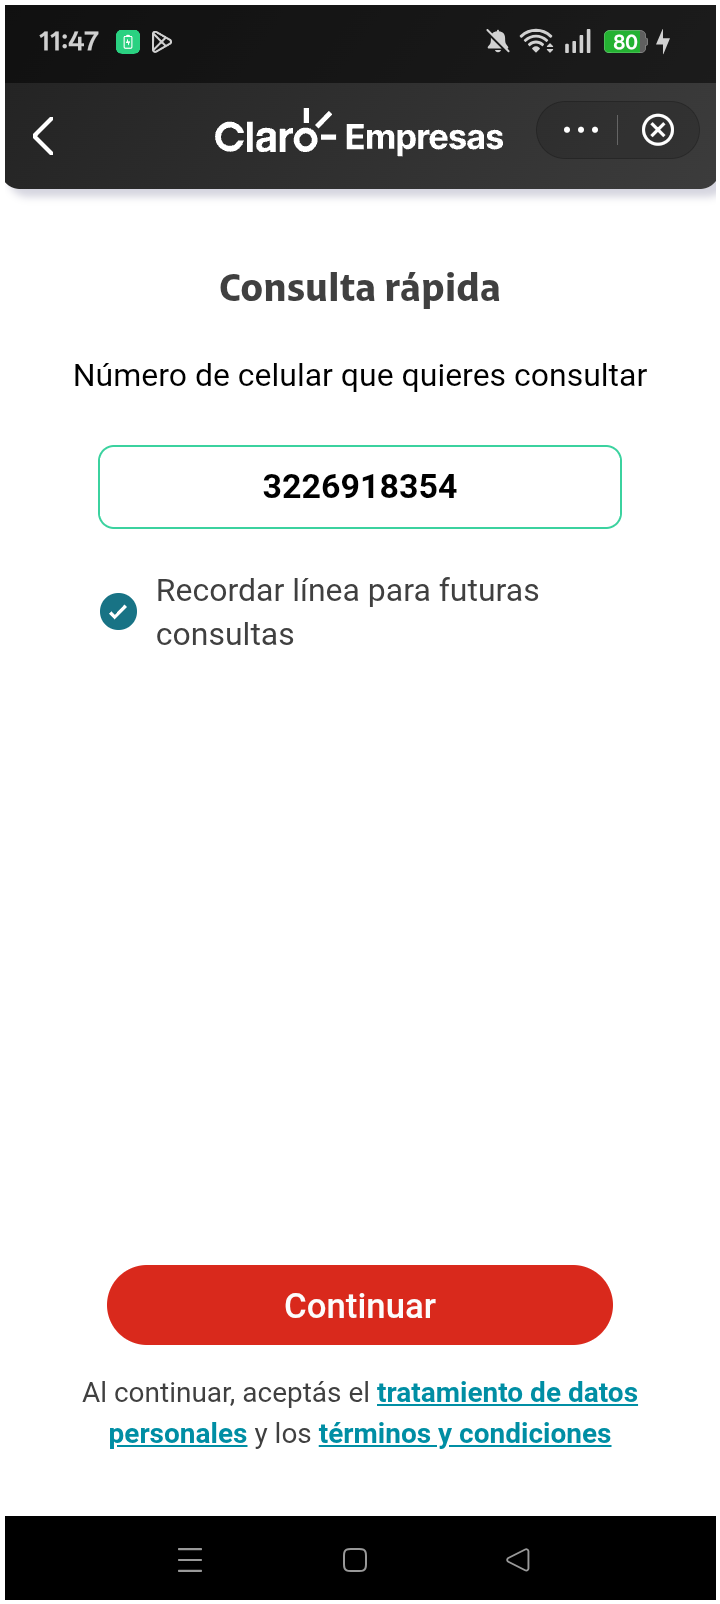 11:47
80
Claro Empresas
Consulta rápida
Número de celular que quieres consultar
3226918354
Recordar línea para futuras
consultas
Continuar
Al continuar, aceptás el tratamiento de datos
personales y los términos y condiciones